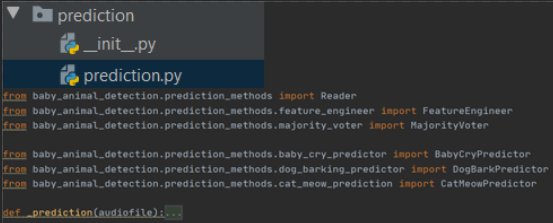 prediction
__init__.py
prediction.py
from baby_animal_detection.prediction_methods import Reader
from baby_animal_detection.prediction_methods.feature_engineer import FeatureEngineer
from baby_animal_detection.prediction_methods.majority_voter import MajorityVoter
from baby_animal_detection.prediction_methods.baby_cry_predictor import BabyCryPredictor
from baby_animal_detection.prediction_methods.dog_barking_predictor import DogBarkPredictor
from baby_animal_detection.prediction_methods.cat_meow_prediction import CatMeowPredictor
def _prediction(audiofile):...